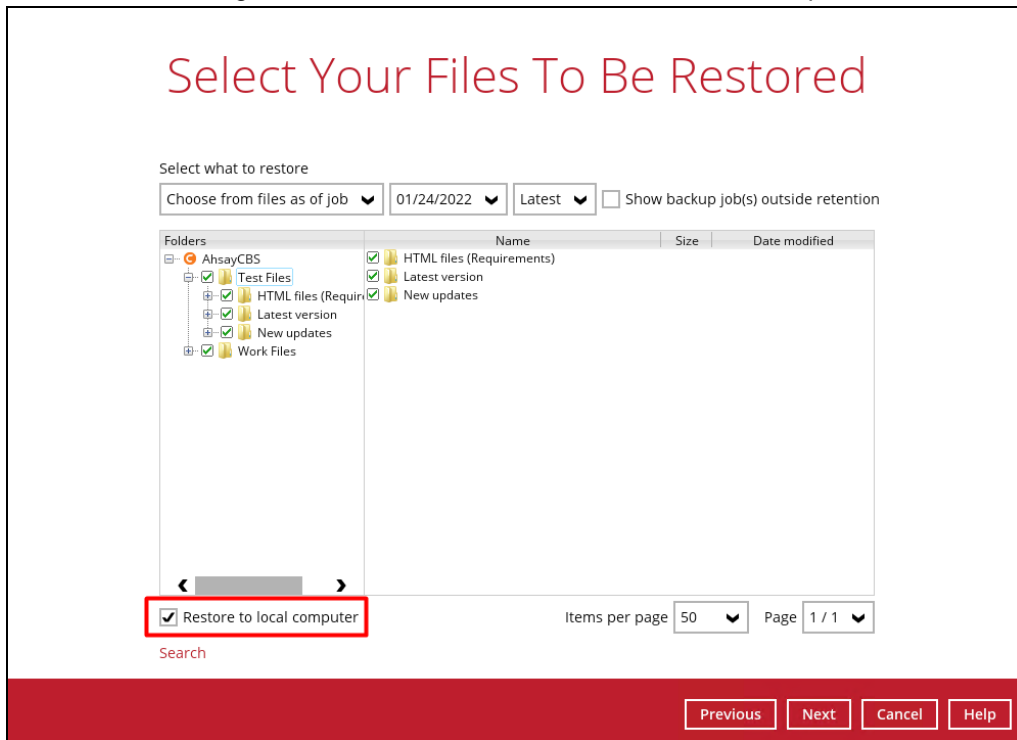 Select Your Files To Be Restored
Select what to restore
Choose from files as of job 01/24/2022 Latest Show backup job(s) outside retention
Folders Name Size Date modified
AhsayCBS HTML files (Requirements)
Test Files Latest version
HTML files (Requir New updates
Latest version
New updates
Work Files
Restore to local computer Items per page 50 Page 1 / 1
Search
Previous Next Cancel Help